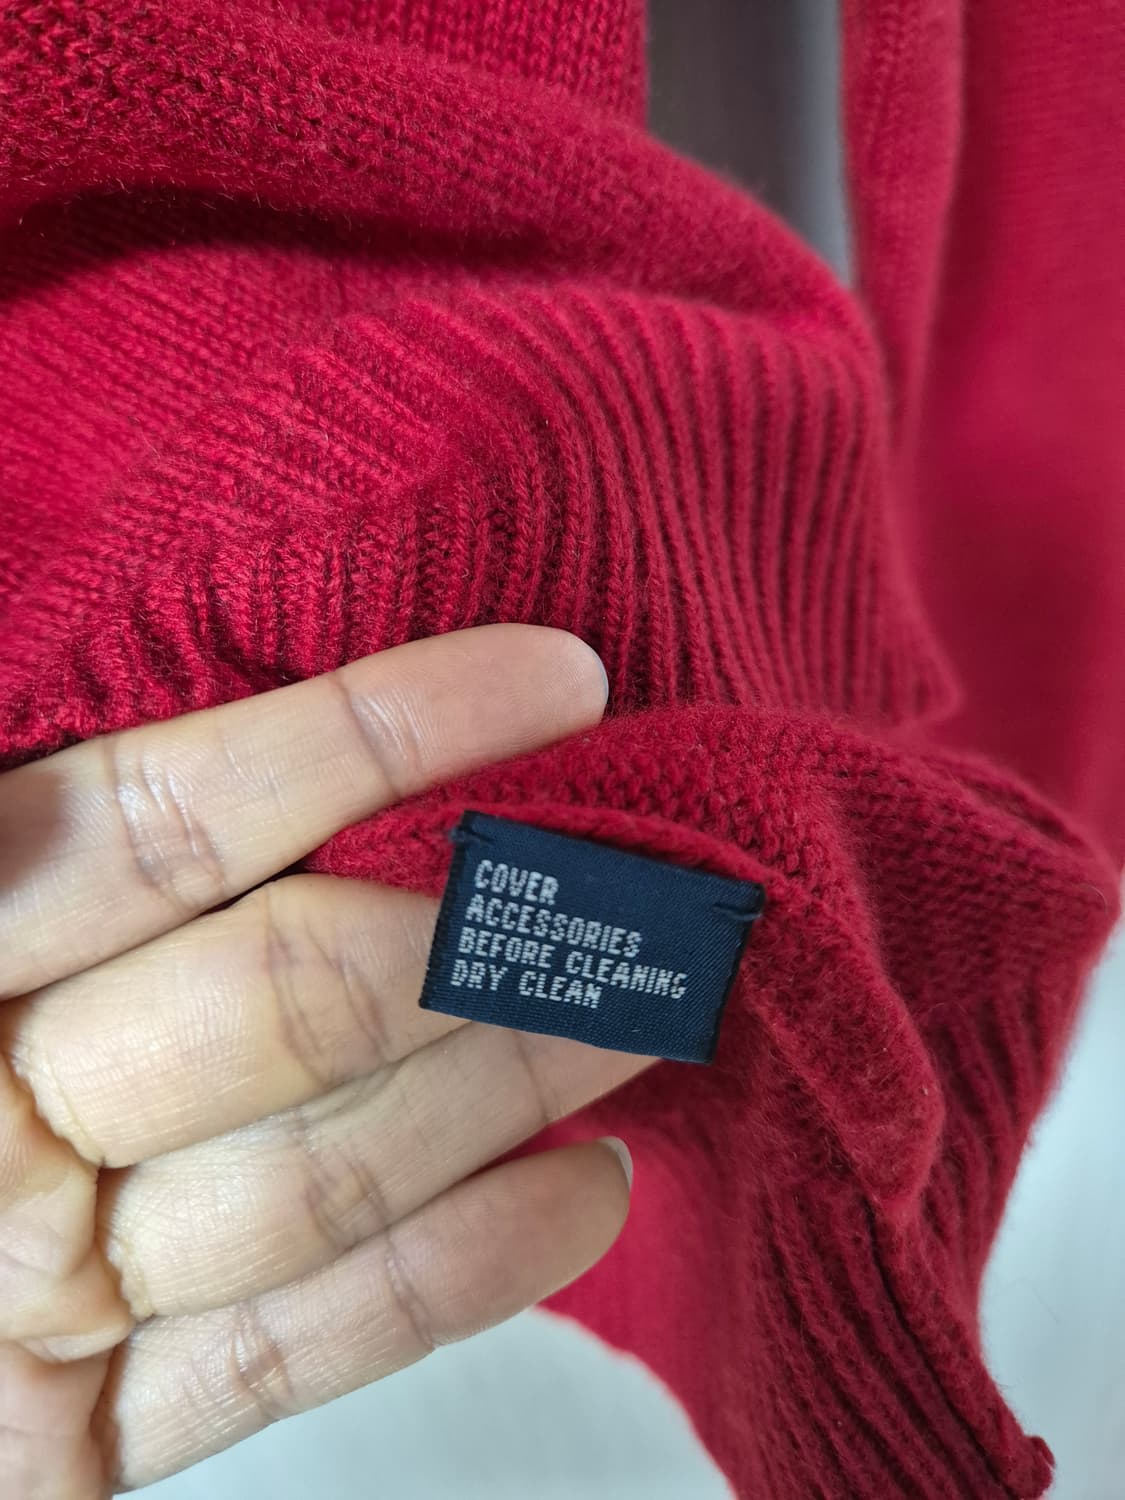 COVER
ACCESSORIES
BEFORE CLEANING
DRY CLEAN